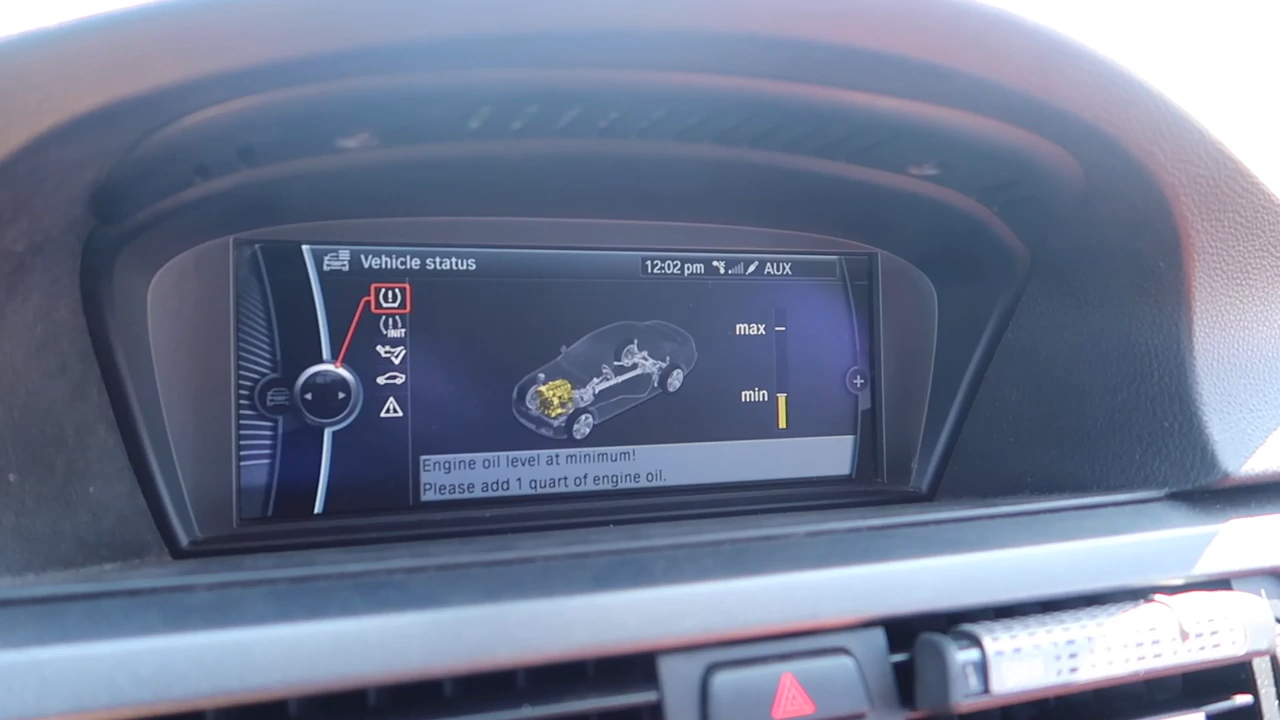 Vehicle status
12:02 pm AUX
INIT
max
min
Engine oil level at minimum!
Please add 1 quart of engine oil.